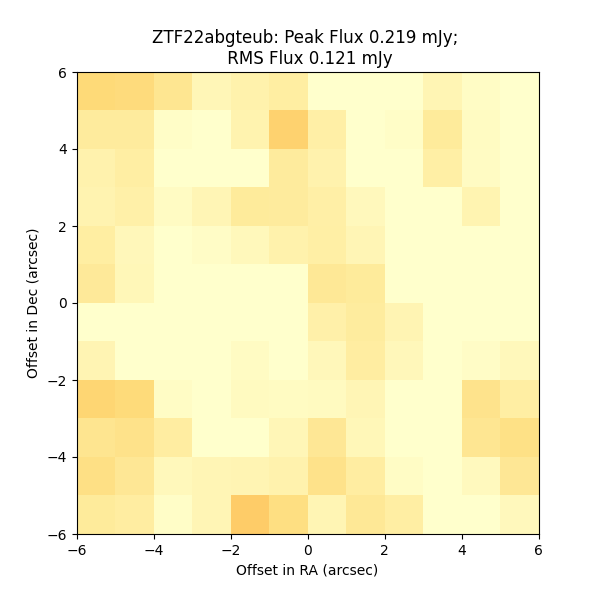 ZTF22abgteub: Peak Flux 0.219 mJy;
RMS Flux 0.121 mJy
6
4
2
0
−2
−4
−6
Offset in Dec (arcsec)
−6 −4 −2 0 2 4 6
Offset in RA (arcsec)